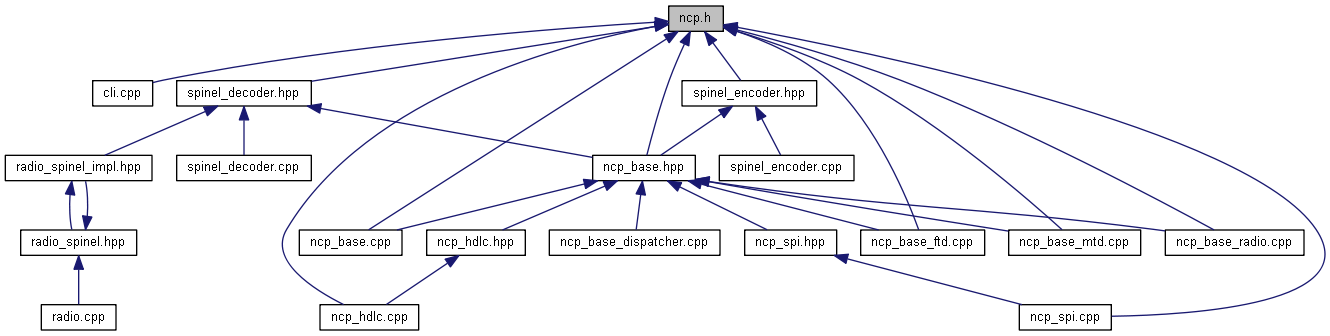 ncp.h
cli.cpp
spinel_decoder.hpp
spinel_encoder.hpp
radio_spinel_impl.hpp
spinel_decoder.cpp
ncp_base.hpp
spinel_encoder.cpp
radio_spinel.hpp
ncp_base.cpp
ncp_hdlc.hpp
ncp_base_dispatcher.cpp
ncp_spi.hpp
ncp_base_ftd.cpp
ncp_base_mtd.cpp
ncp_base_radio.cpp
radio.cpp
ncp_hdlc.cpp
ncp_spi.cpp